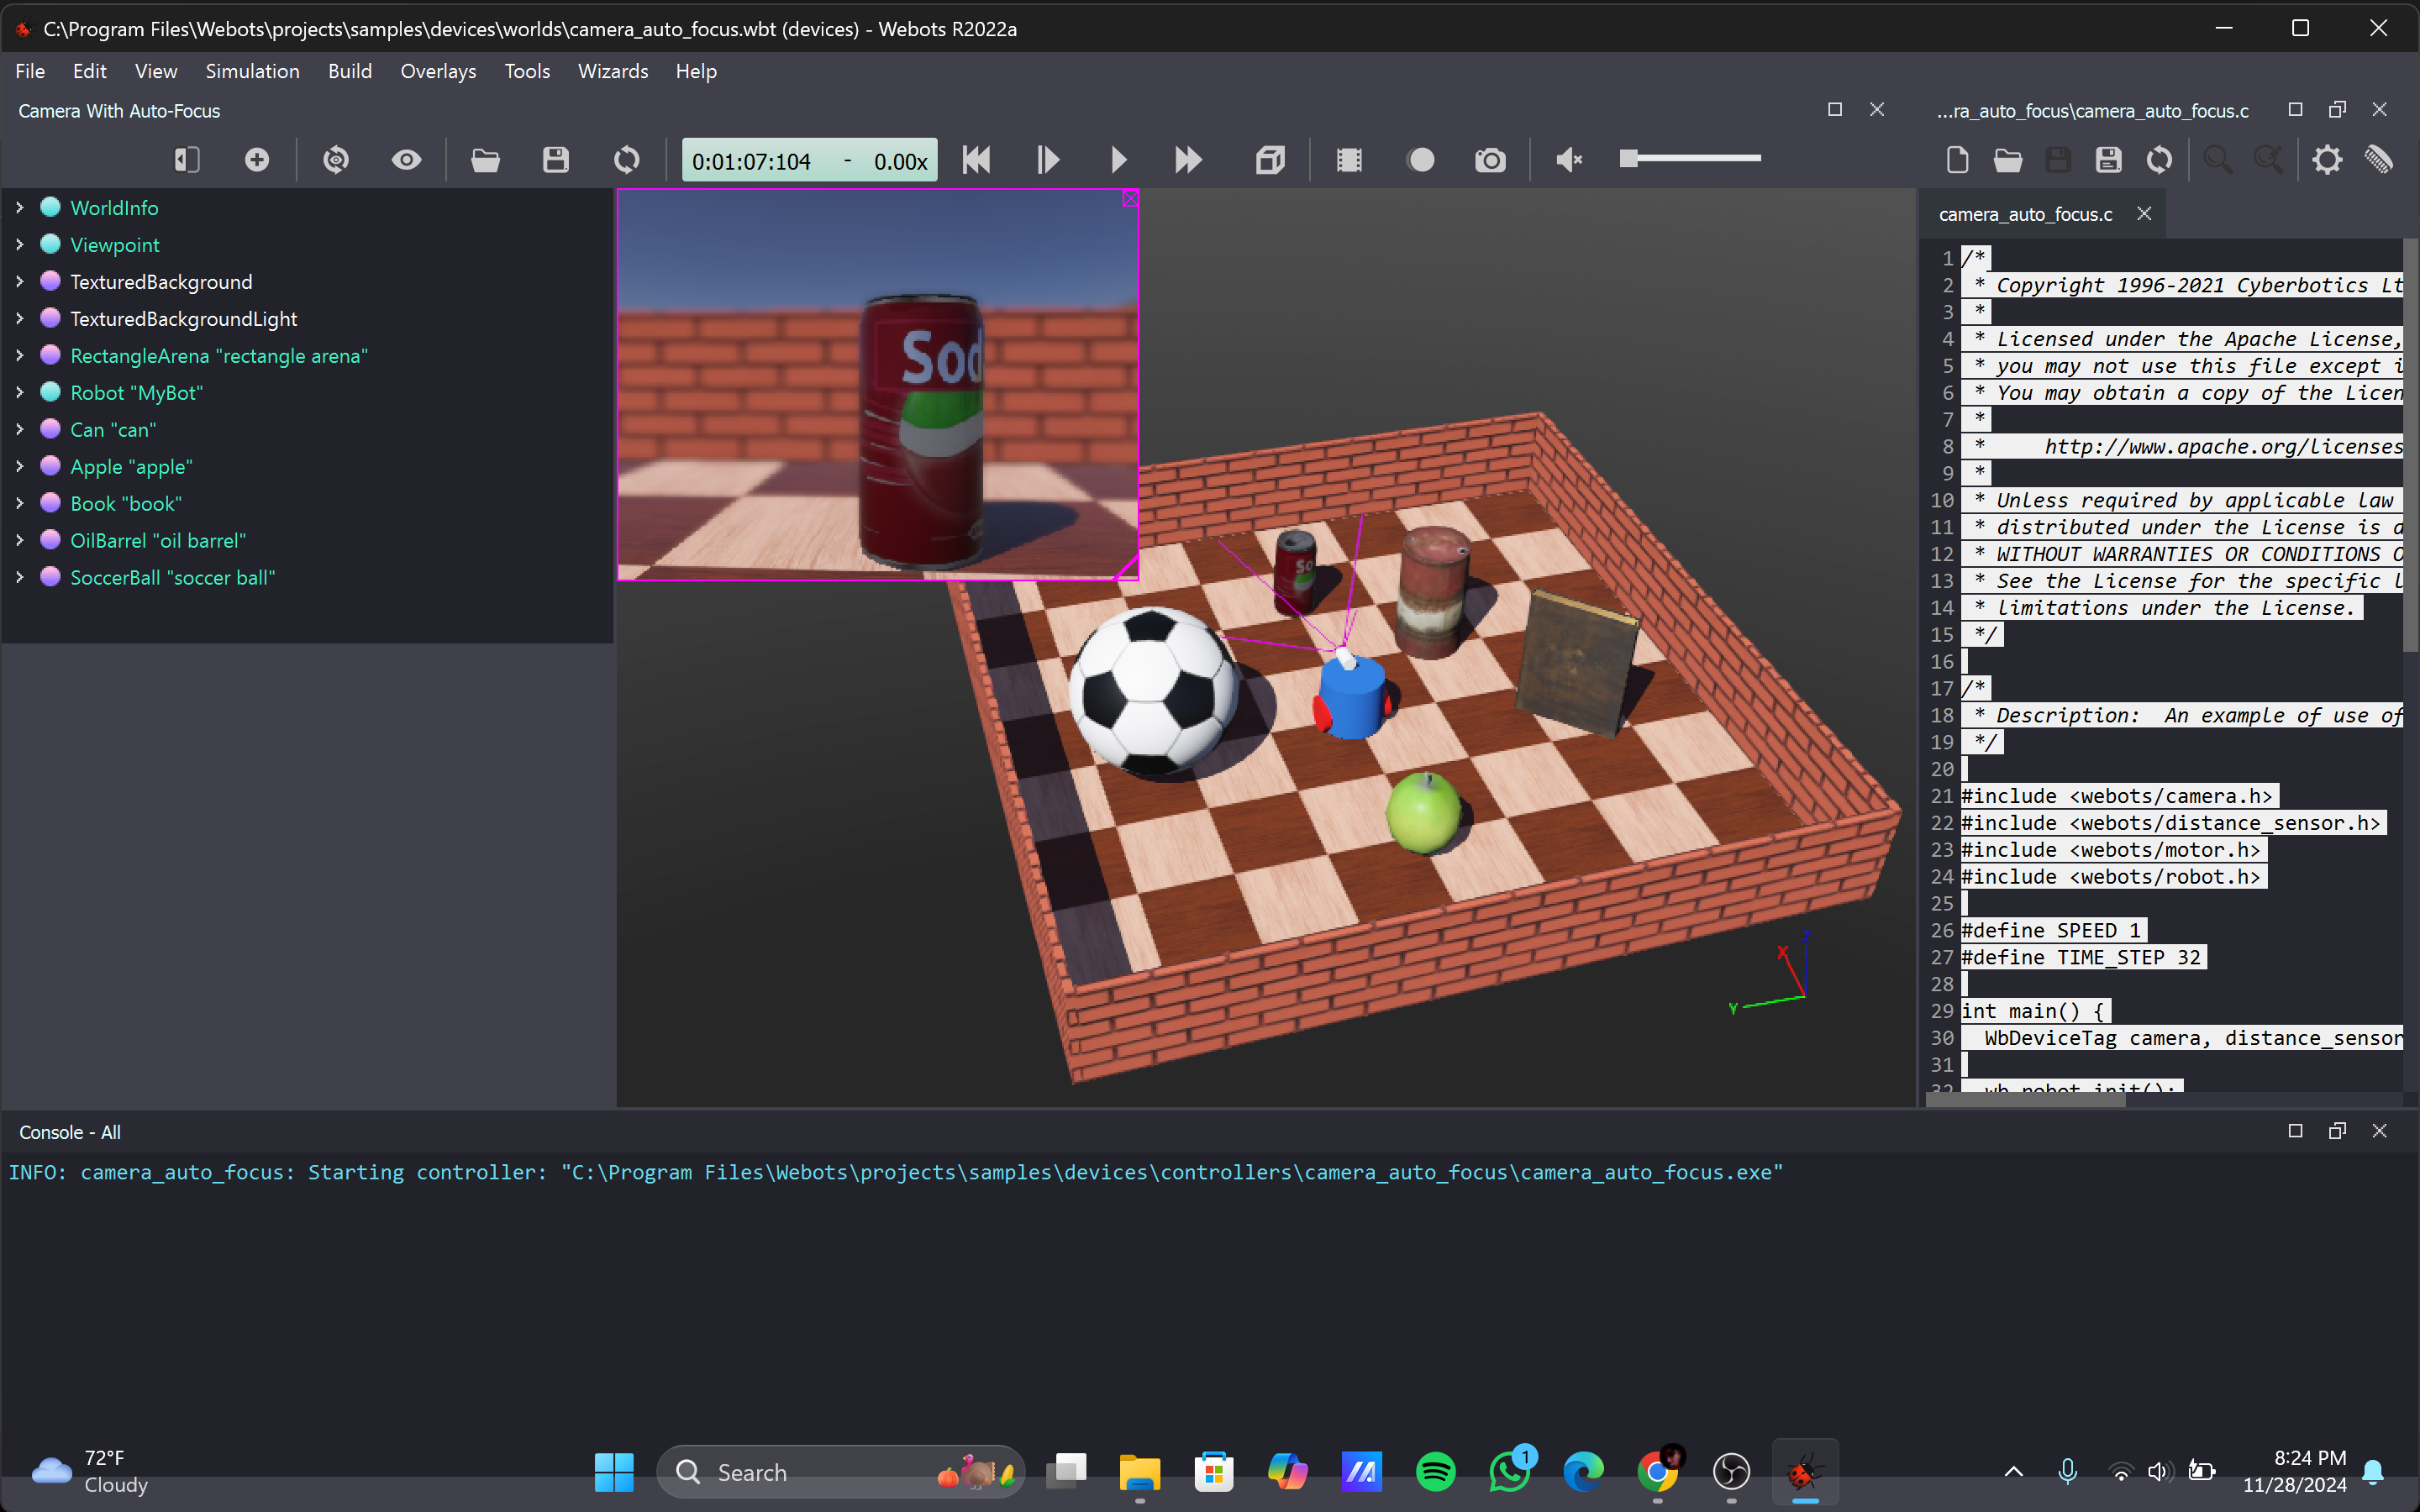 C:\Program Files\Webots\projects\samples\devices\worlds\camera_auto_focus.wbt (devices) - Webots R2022a
File Edit View Simulation Build Overlays Tools Wizards Help
Camera With Auto-Focus
...ra_auto_focus\camera_auto_focus.c
0:01:07:104 - 0.00x
WorldInfo
Viewpoint
TexturedBackground
TexturedBackgroundLight
RectangleArena "rectangle arena"
Robot "MyBot"
Can "can"
Apple "apple"
Book "book"
OilBarrel "oil barrel"
SoccerBall "soccer ball"
Sod
So
X
Y
Z
camera_auto_focus.c
1 /*
2 * Copyright 1996-2021 Cyberbotics Lt
3 *
4 * Licensed under the Apache License,
5 * you may not use this file except i
6 * You may obtain a copy of the Licen
7 *
8 * http://www.apache.org/licenses
9 *
10 * Unless required by applicable law
11 * distributed under the License is
12 * WITHOUT WARRANTIES OR CONDITIONS O
13 * See the License for the specific l
14 * limitations under the License.
15 */
16
17 /*
18 * Description: An example of use of
19 */
20
21 #include <webots/camera.h>
22 #include <webots/distance_sensor.h>
23 #include <webots/motor.h>
24 #include <webots/robot.h>
25
26 #define SPEED 1
27 #define TIME_STEP 32
28
29 int main() {
30 WbDeviceTag camera, distance_sensor
31
32 wb_robot_init();
Console - All
INFO: camera_auto_focus: Starting controller: "C:\Program Files\Webots\projects\samples\devices\controllers\camera_auto_focus\camera_auto_focus.exe"
72°F
Cloudy
Search
1
8:24 PM
11/28/2024